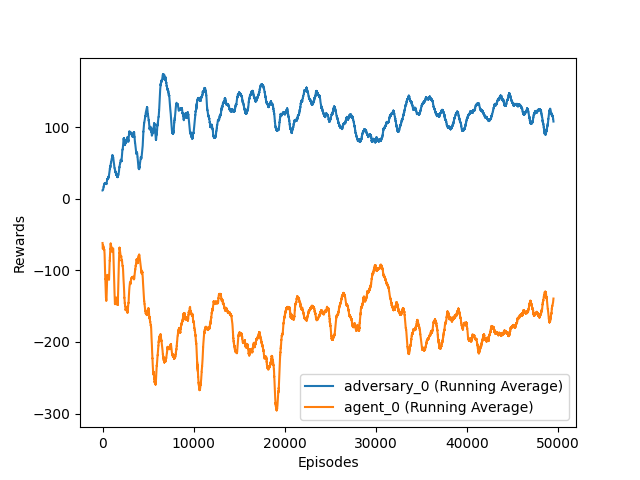 100
0
−100
−200
−300
Rewards
adversary_0 (Running Average)
agent_0 (Running Average)
0
10000
20000
30000
40000
50000
Episodes